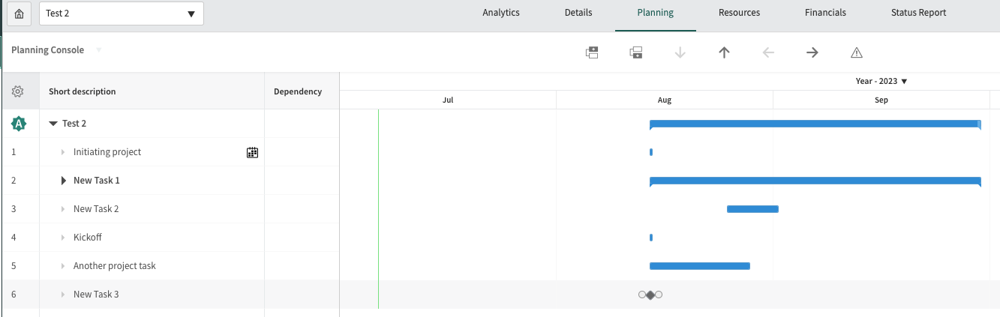 Test 2
Analytics Details Planning Resources Financials Status Report
Planning Console
Year - 2023
Short description Dependency
Jul Aug Sep
A Test 2
1 Initiating project
2 New Task 1
3 New Task 2
4 Kickoff
5 Another project task
6 New Task 3